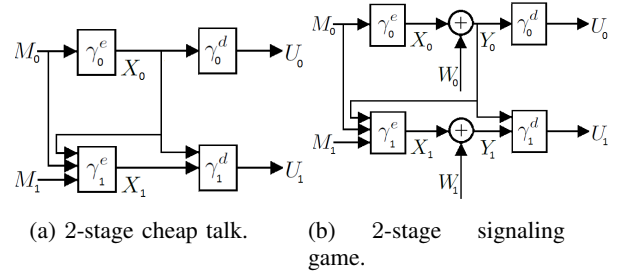 M₀ γ₀ᵉ X₀ γ₀ᵈ U₀
M₁ γ₁ᵉ X₁ γ₁ᵈ U₁
(a) 2-stage cheap talk.
M₀ γ₀ᵉ X₀ + Y₀ γ₀ᵈ U₀
W₀
M₁ γ₁ᵉ X₁ + Y₁ γ₁ᵈ U₁
W₁
(b) 2-stage signaling
game.